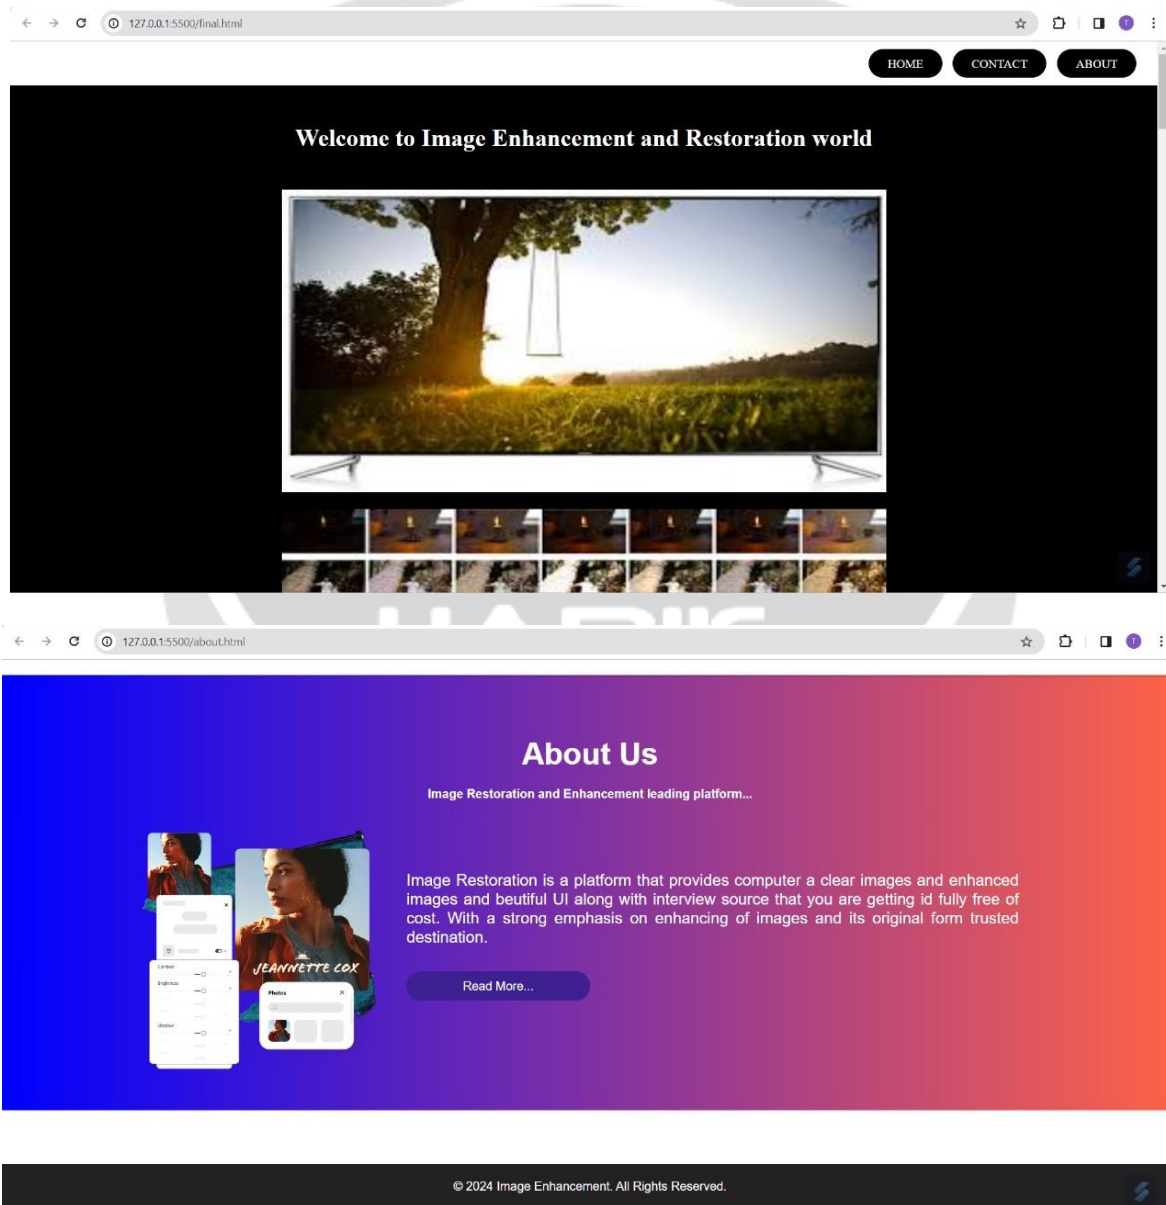 127.0.0.1:5500/final.html
T
HOME CONTACT ABOUT
Welcome to Image Enhancement and Restoration world
127.0.0.1:5500/about.html
T
About Us
Image Restoration and Enhancement leading platform...
Image Restoration is a platform that provides computer a clear images and enhanced
images and beutiful UI along with interview source that you are getting id fully free of
cost. With a strong emphasis on enhancing of images and its original form trusted
destination.
JEANNETTE COX
Contrast
Brightness
Shadow
Photos
Read More...
© 2024 Image Enhancement. All Rights Reserved.